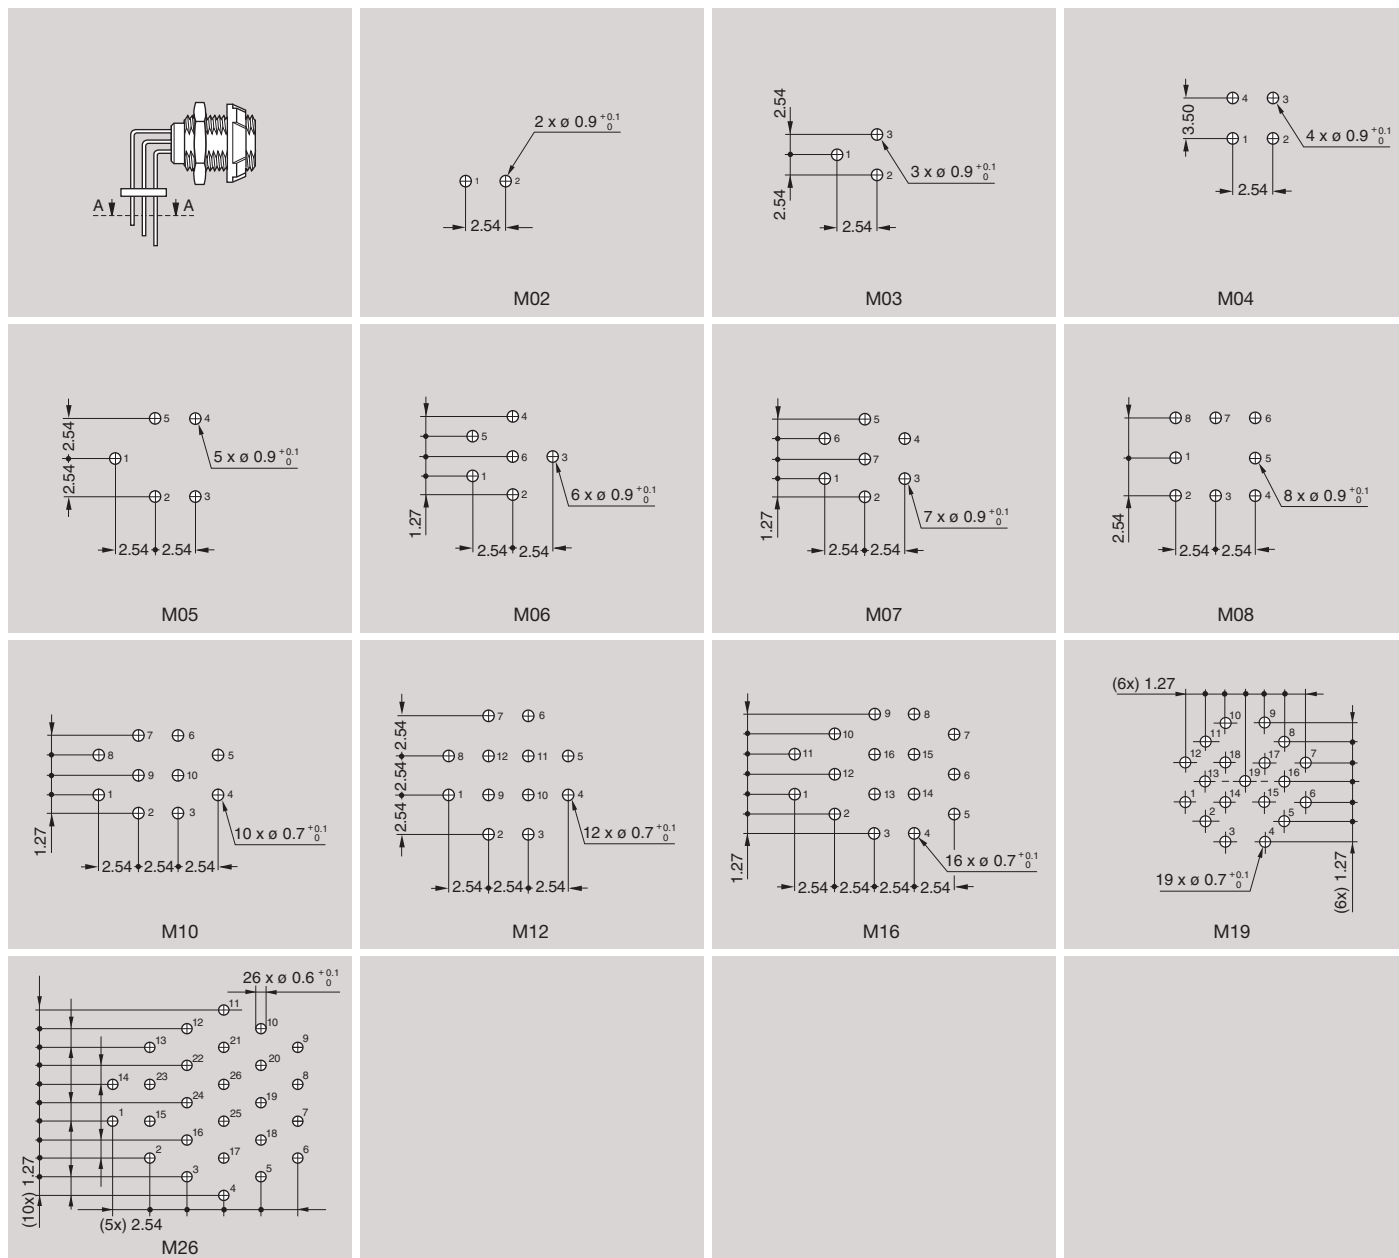 A A
2 x ø 0.9 +0.1 0
1 2
2.54
M02
2.54
2.54
3
1
2
3 x ø 0.9 +0.1 0
2.54
M03
3.50
4 3
1 2
4 x ø 0.9 +0.1 0
2.54
M04
2.54
2.54
5 4
1
2 3
5 x ø 0.9 +0.1 0
2.54 2.54
M05
4
5
6 3
1
2
1.27
6 x ø 0.9 +0.1 0
2.54 2.54
M06
5
6 4
7
1 3
2
1.27
7 x ø 0.9 +0.1 0
2.54 2.54
M07
8 7 6
1 5
2 3 4
2.54
8 x ø 0.9 +0.1 0
2.54 2.54
M08
7 6
8 5
9 10
1 4
2 3
1.27
10 x ø 0.7 +0.1 0
2.54 2.54 2.54
M10
2.54
2.54
2.54
7 6
8 12 11 5
1 9 10 4
2 3
12 x ø 0.7 +0.1 0
2.54 2.54 2.54
M12
9 8
10 7
11 16 15
12 6
1 13 14
2 5
3 4
1.27
16 x ø 0.7 +0.1 0
2.54 2.54 2.54 2.54
M16
(6x) 1.27
10 9
11 8
12 18 17 7
13 19 16
1 14 15 6
2 5
3 4
19 x ø 0.7 +0.1 0
(6x) 1.27
M19
26 x ø 0.6 +0.1 0
11
12 10
13 21 9
22 20
14 23 26 8
24 19
1 15 25 7
16 18
2 17 6
3 5
4
(10x) 1.27
(5x) 2.54
M26